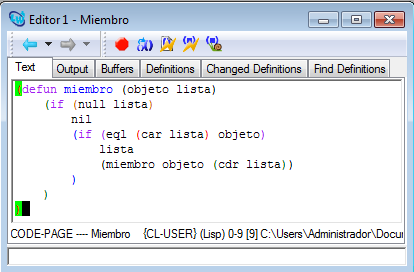 Editor 1 - Miembro
Text Output Buffers Definitions Changed Definitions Find Definitions
(defun miembro (objeto lista)
    (if (null lista)
        nil
        (if (eql (car lista) objeto)
            lista
            (miembro objeto (cdr lista))
        )
    )
)
CODE-PAGE ---- Miembro {CL-USER} (Lisp) 0-9 [9] C:\Users\Administrador\Docu